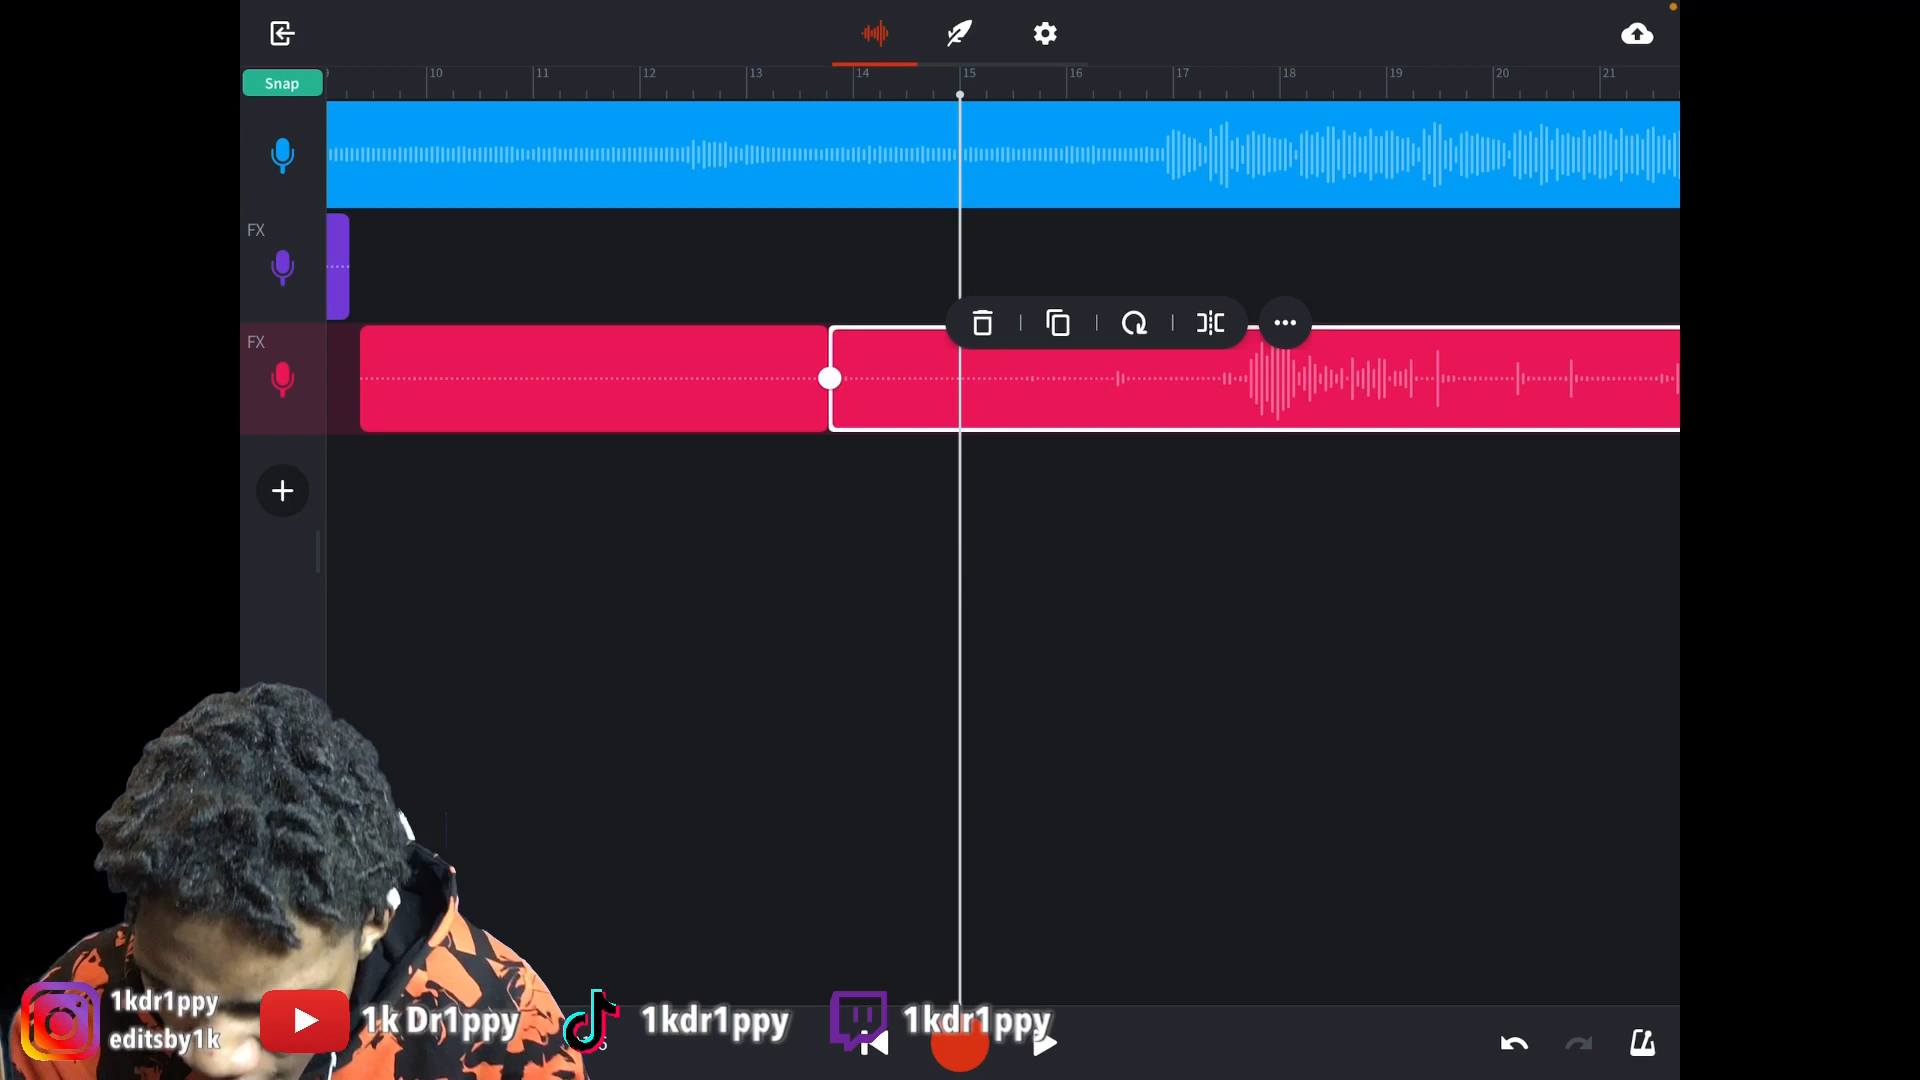 Snap
10 11 12 13 14 15 16 17 18 19 20 21
FX
FX
1kdr1ppy
editsby1k
1k Dr1ppy
1kdr1ppy
1kdr1ppy